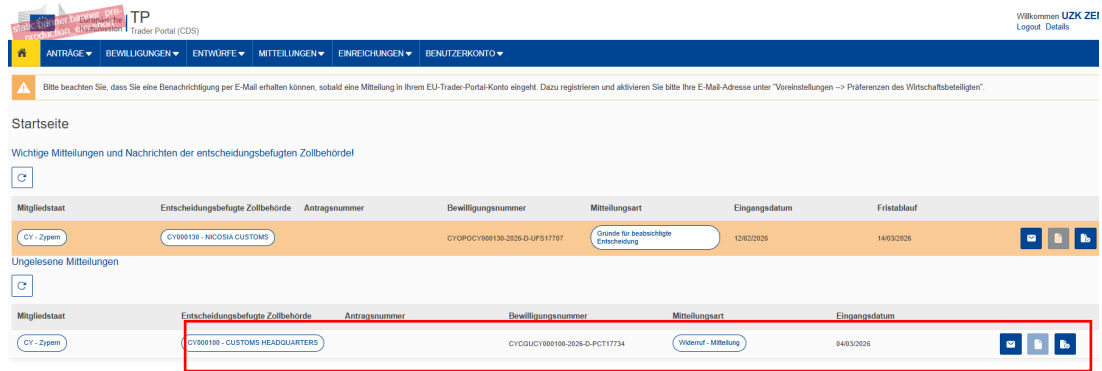 static banner banner_pre-
production_environment
Europäische
Kommission
TP
Trader Portal (CDS)
Willkommen UZK ZEN
Logout Details
ANTRÄGE BEWILLIGUNGEN ENTWÜRFE MITTEILUNGEN EINREICHUNGEN BENUTZERKONTO
Bitte beachten Sie, dass Sie eine Benachrichtigung per E-Mail erhalten können, sobald eine Mitteilung in Ihrem EU-Trader-Portal-Konto eingeht. Dazu registrieren und aktivieren Sie bitte Ihre E-Mail-Adresse unter "Voreinstellungen --> Präferenzen des Wirtschaftsbeteiligten".
Startseite
Wichtige Mitteilungen und Nachrichten der entscheidungsbefugten Zollbehörde!
Mitgliedstaat Entscheidungsbefugte Zollbehörde Antragsnummer Bewilligungsnummer Mitteilungsart Eingangsdatum Fristablauf
CY - Zypern CY000130 - NICOSIA CUSTOMS CYOPOCY000130-2026-D-UFS17707 Gründe für beabsichtigte Entscheidung 12/02/2026 14/03/2026
Ungelesene Mitteilungen
Mitgliedstaat Entscheidungsbefugte Zollbehörde Antragsnummer Bewilligungsnummer Mitteilungsart Eingangsdatum
CY - Zypern CY000100 - CUSTOMS HEADQUARTERS CYCGUCY000100-2026-D-PCT17734 Widerruf - Mitteilung 04/03/2026